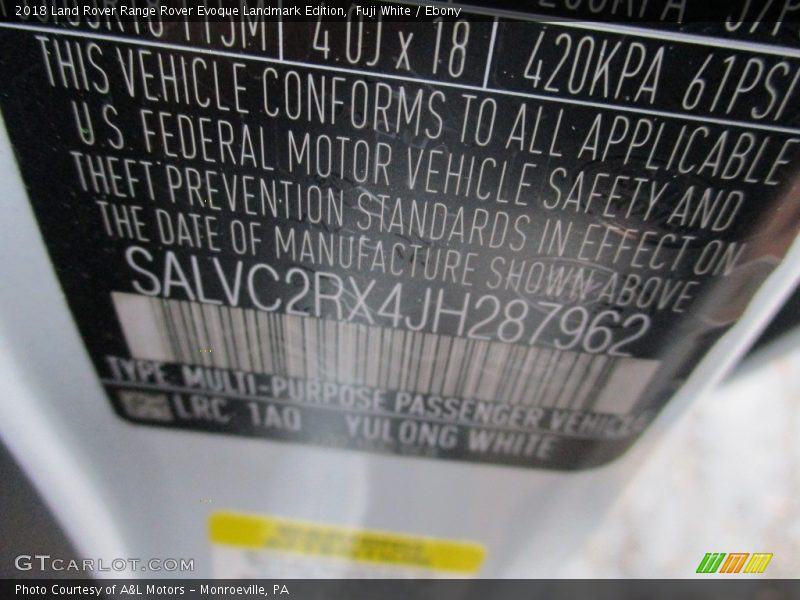 2018 Land Rover Range Rover Evoque Landmark Edition, Fuji White / Ebony
4.0J x 18 420KPA 61PSI
THIS VEHICLE CONFORMS TO ALL APPLICABLE
U.S. FEDERAL MOTOR VEHICLE SAFETY AND
THEFT PREVENTION STANDARDS IN EFFECT ON
THE DATE OF MANUFACTURE SHOWN ABOVE
SALVC2RX4JH287962
TYPE MULTI-PURPOSE PASSENGER VEHICLE
LRC 1AQ YULONG WHITE
GTCARLOT.COM
Photo Courtesy of A&L Motors - Monroeville, PA